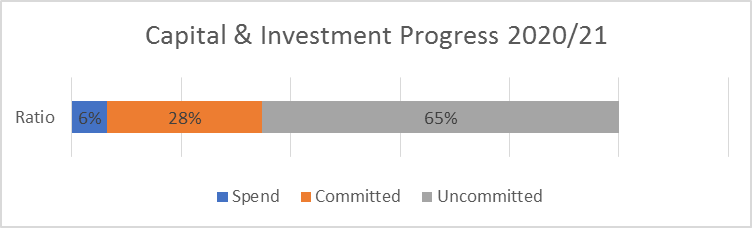 Capital & Investment Progress 2020/21
Ratio 6% 28% 65%
Spend Committed Uncommitted